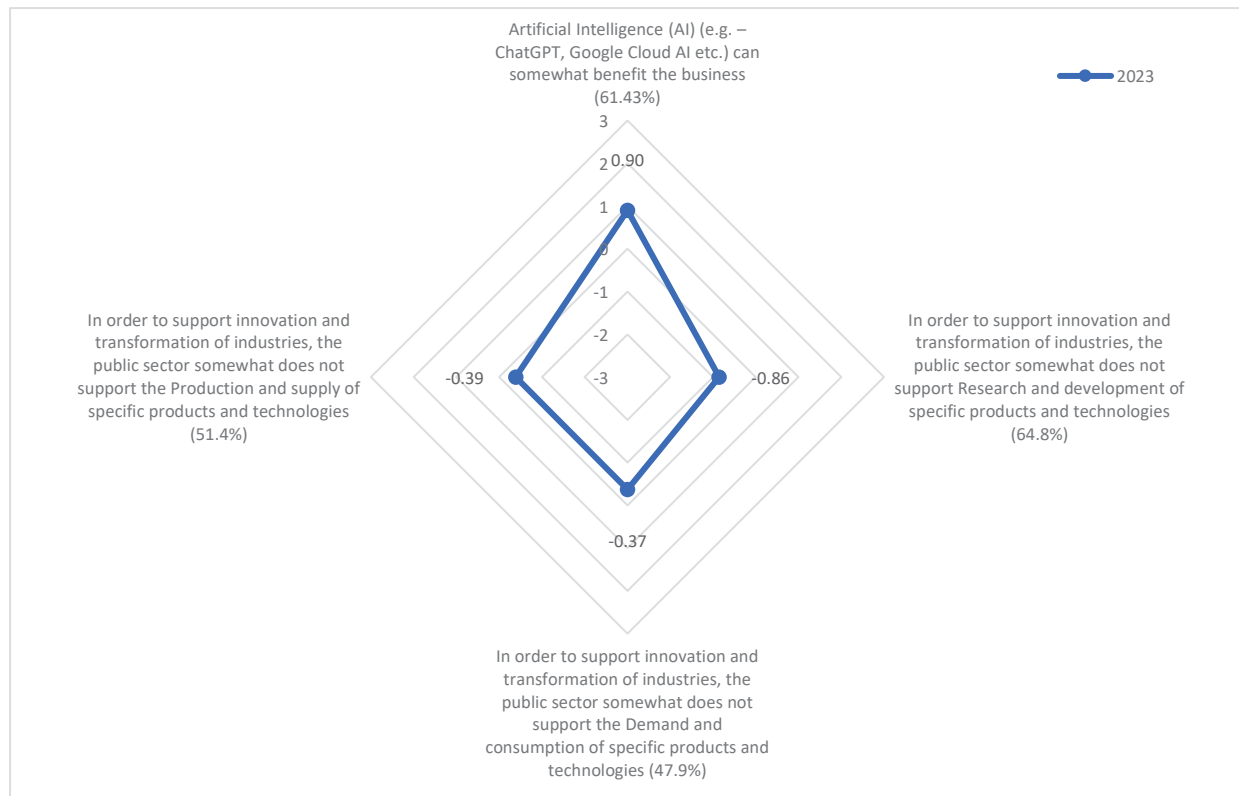 Artificial Intelligence (AI) (e.g. –
ChatGPT, Google Cloud AI etc.) can
somewhat benefit the business
(61.43%)
2023
3
0.90
2
1
0
-1
-2
-3
In order to support innovation and
transformation of industries, the
public sector somewhat does not
support the Production and supply of
specific products and technologies
(51.4%)
-0.39
-0.86
In order to support innovation and
transformation of industries, the
public sector somewhat does not
support Research and development of
specific products and technologies
(64.8%)
-0.37
In order to support innovation and
transformation of industries, the
public sector somewhat does not
support the Demand and
consumption of specific products and
technologies (47.9%)